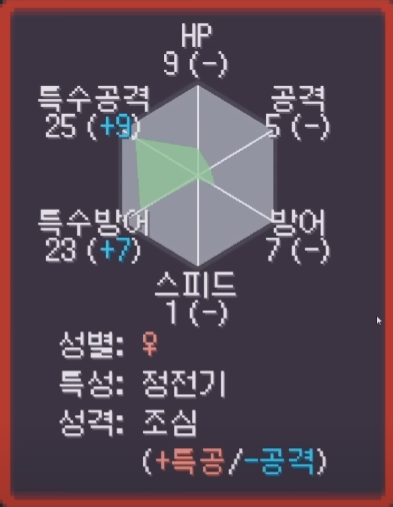 HP
9 (-)
특수공격
25 (+9)
공격
5 (-)
특수방어
23 (+7)
방어
7 (-)
스피드
1 (-)
성별: ♀
특성: 정전기
성격: 조심
(+특공/-공격)